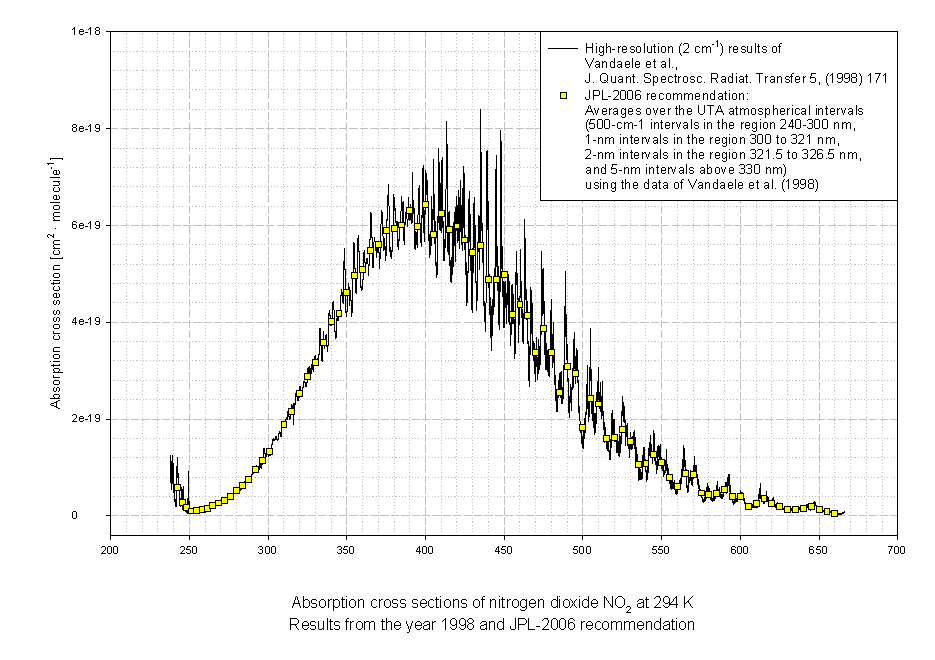 1e-18
8e-19
6e-19
4e-19
2e-19
0
Absorption cross section [cm² · molecule⁻¹]
High-resolution (2 cm⁻¹) results of
Vandaele et al.,
J. Quant. Spectrosc. Radiat. Transfer 5, (1998) 171
JPL-2006 recommendation:
Averages over the UTA atmospherical intervals
(500-cm-1 intervals in the region 240-300 nm,
1-nm intervals in the region 300 to 321 nm,
2-nm intervals in the region 321.5 to 326.5 nm,
and 5-nm intervals above 330 nm)
using the data of Vandaele et al. (1998)
200 250 300 350 400 450 500 550 600 650 700
Absorption cross sections of nitrogen dioxide NO₂ at 294 K
Results from the year 1998 and JPL-2006 recommendation